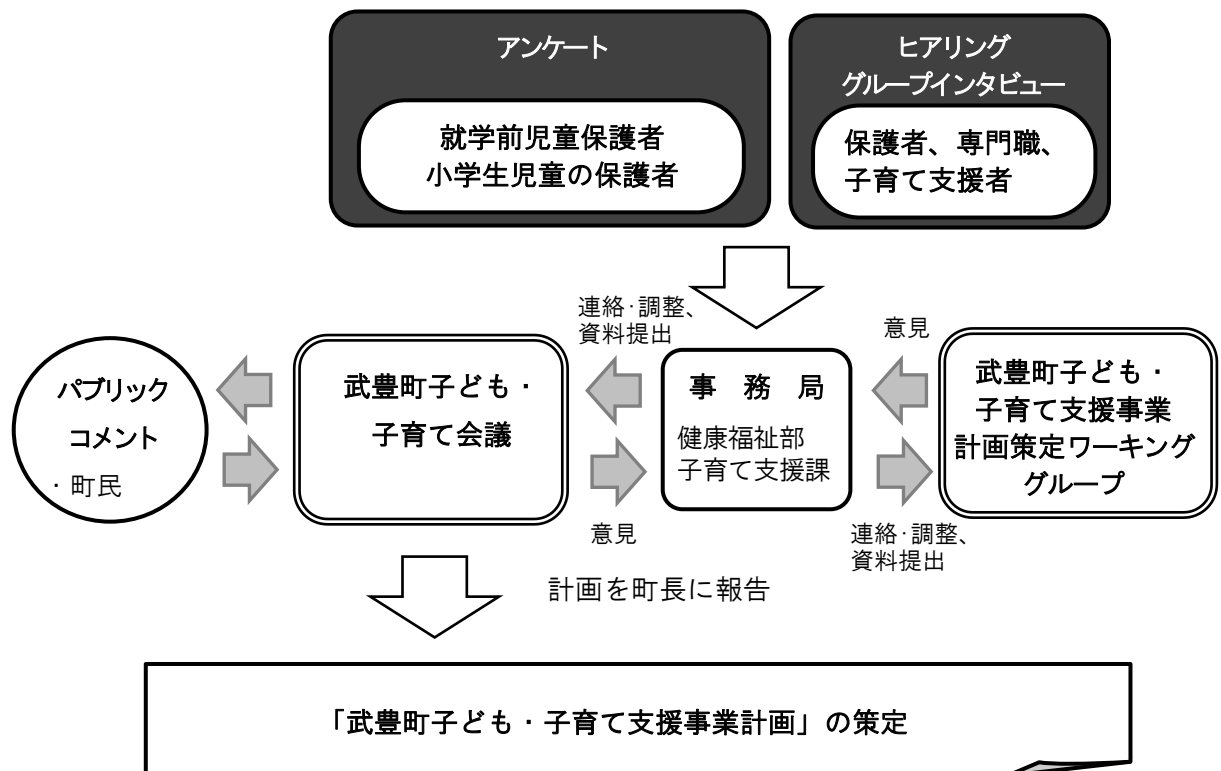 アンケート
就学前児童保護者
小学生児童の保護者
ヒアリング
グループインタビュー
保護者、専門職、
子育て支援者
パブリック
コメント
・町民
武豊町子ども・
子育て会議
連絡・調整、
資料提出
意見
事 務 局
健康福祉部
子育て支援課
意見
連絡・調整、
資料提出
武豊町子ども・
子育て支援事業
計画策定ワーキング
グループ
計画を町長に報告
「武豊町子ども・子育て支援事業計画」の策定